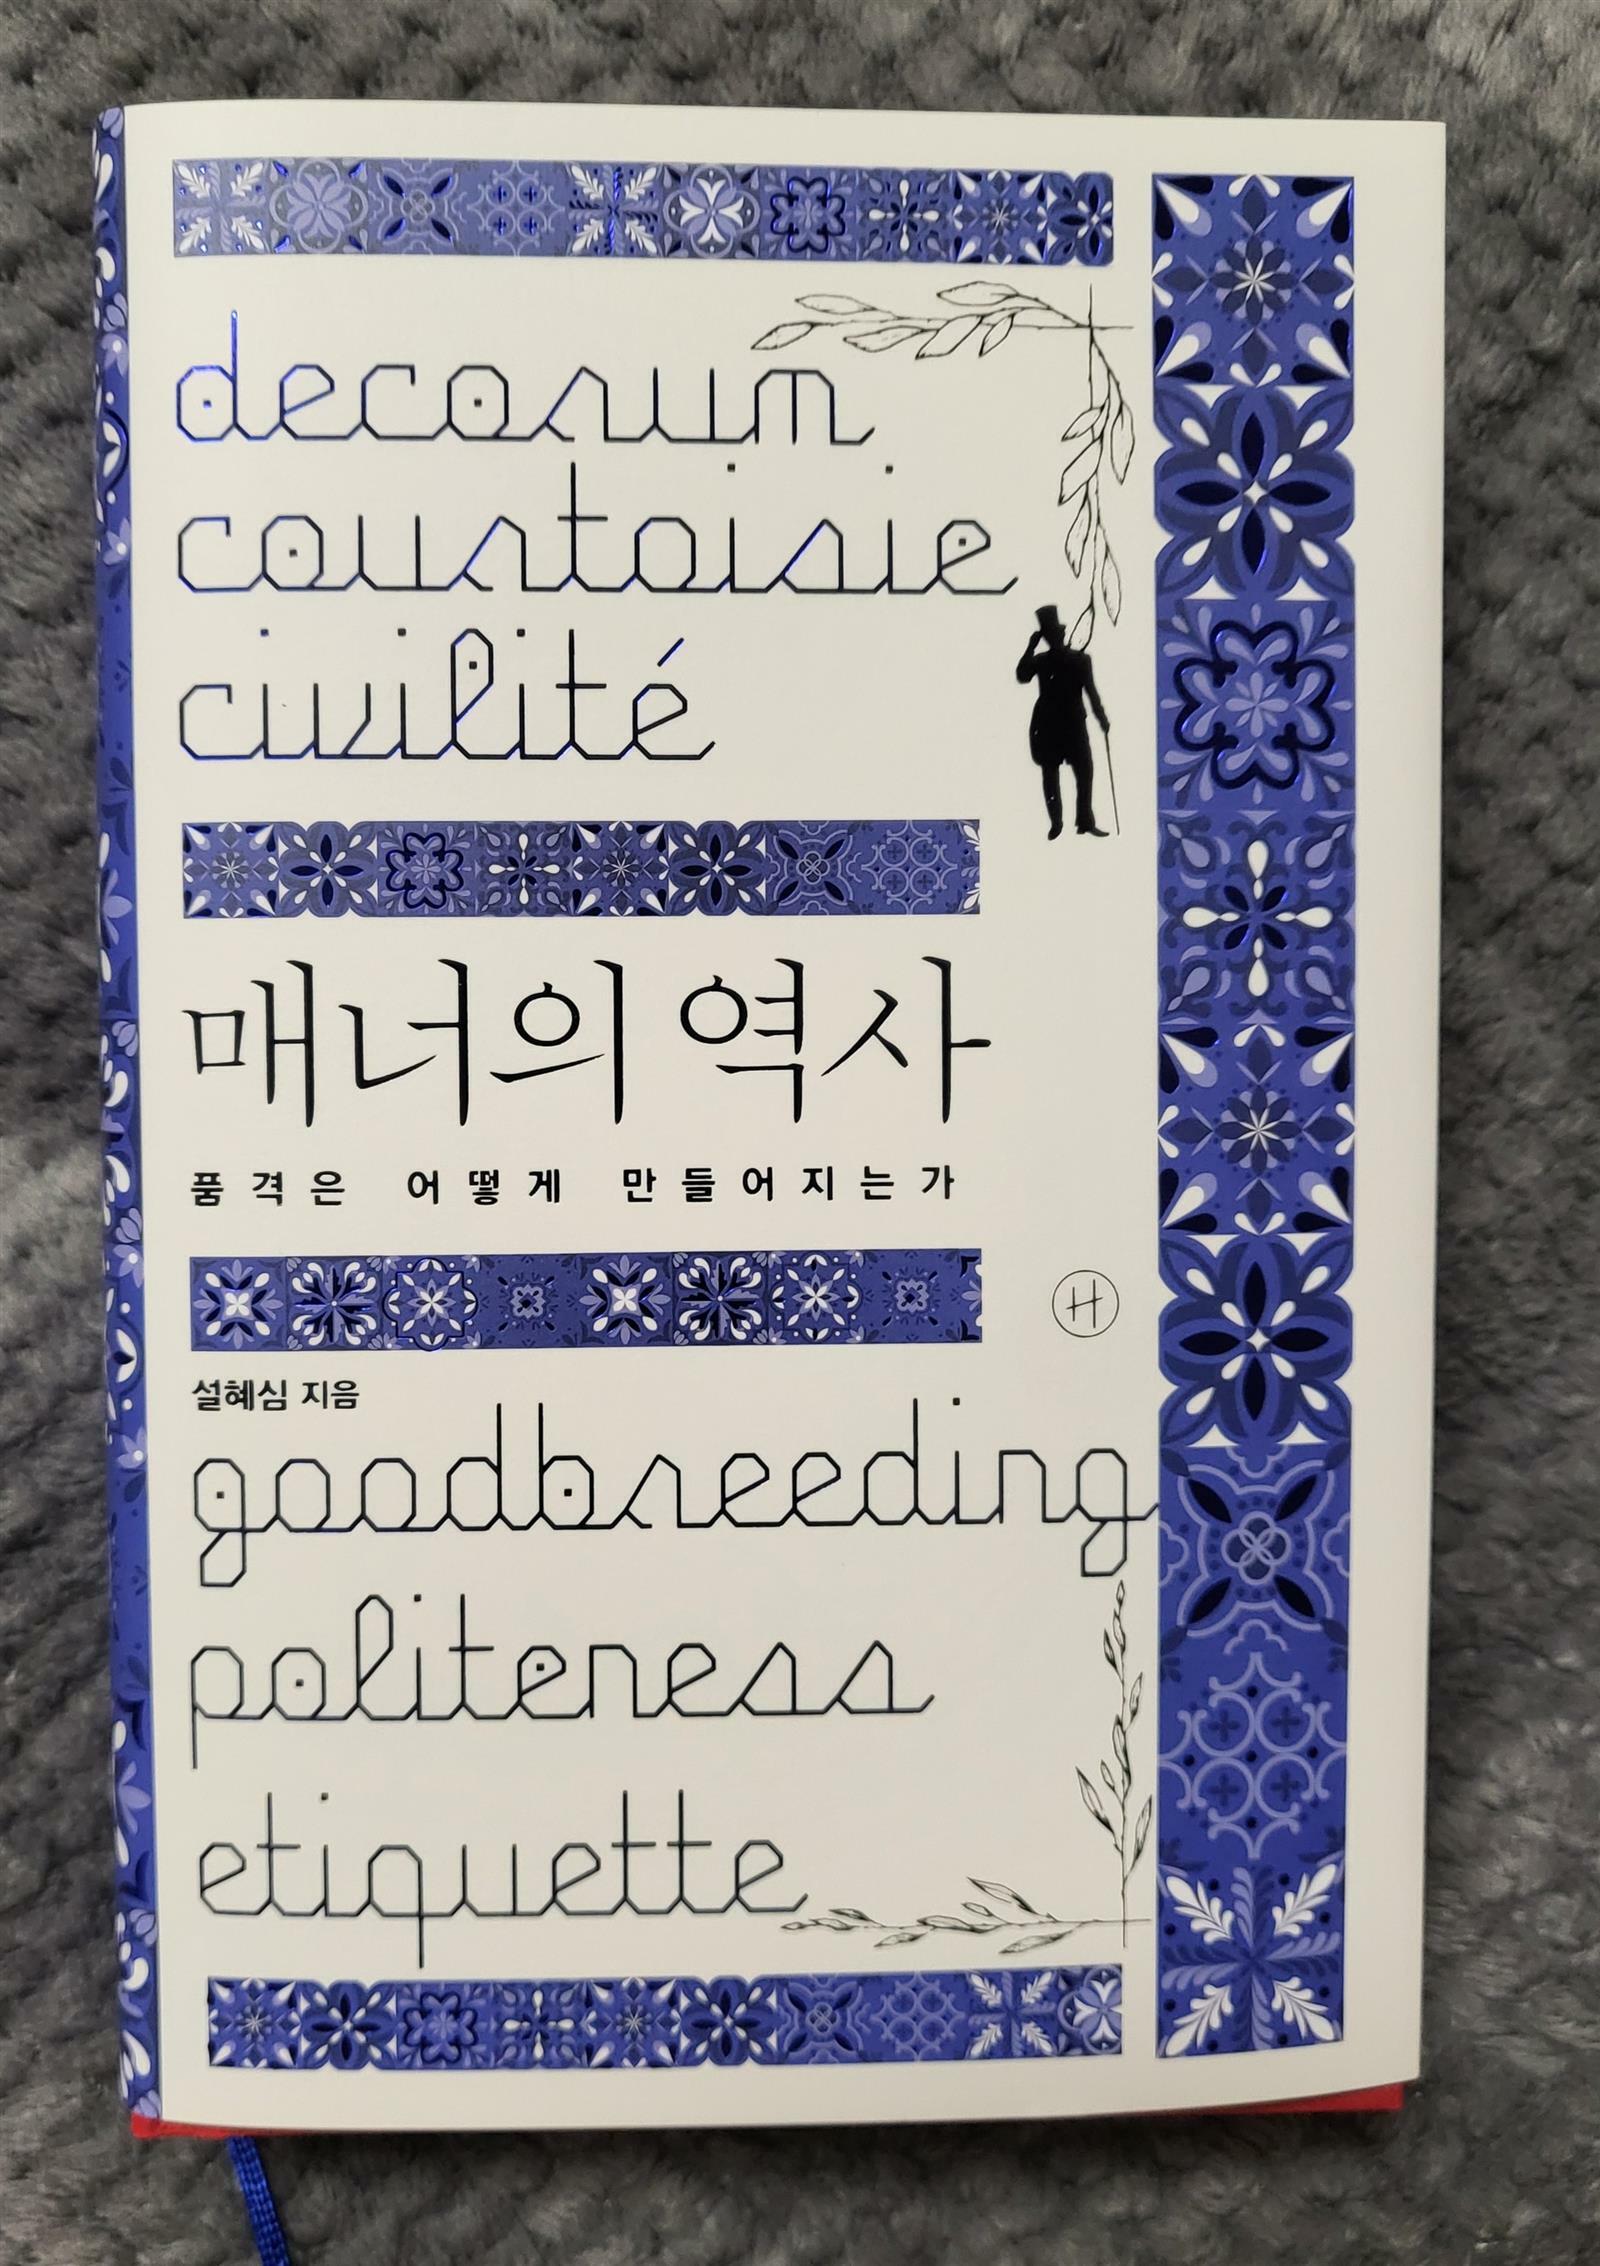 decorum
courtoisie
civilité
매너의 역사
품격은 어떻게 만들어지는가
H
설혜심 지음
goodbreeding
politeness
etiquette